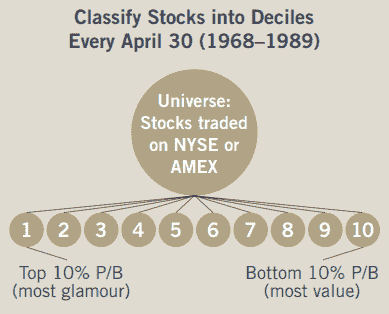 Classify Stocks into Deciles
Every April 30 (1968–1989)
Universe:
Stocks traded
on NYSE or
AMEX
1 2 3 4 5 6 7 8 9 10
Top 10% P/B
(most glamour)
Bottom 10% P/B
(most value)